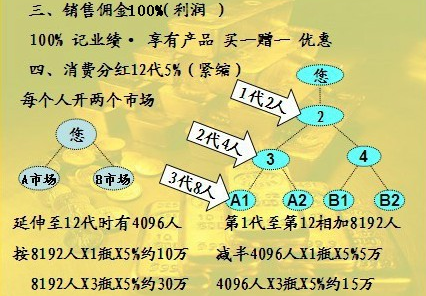 三、销售佣金100%(利润 )
100% 记业绩• 享有产品 买一赠一 优惠
四、消费分红12代5%（紧缩）
每个人开两个市场
您
1代2人
2
您
2代4人
3
4
A市场
B市场
3代8人
A1
A2
B1
B2
延伸至12代时有4096人
第1代至第12相加8192人
按8192人X1瓶X5%约10万
减半4096人X1瓶X5%5万
8192人X3瓶X5%约30万
4096人X3瓶X5%约15万